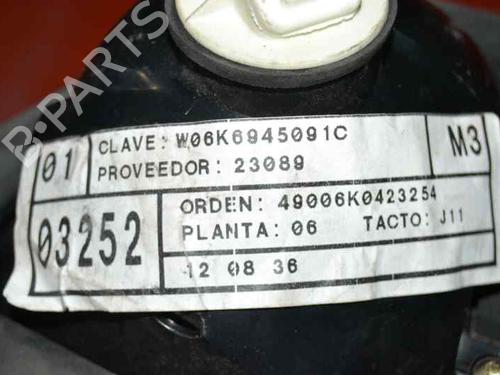 B-PARTS
01 CLAVE: W06K6945091C M3
PROVEEDOR: 23089
03252 ORDEN: 49006K0423254
PLANTA: 06 TACTO: J11
12 08 36